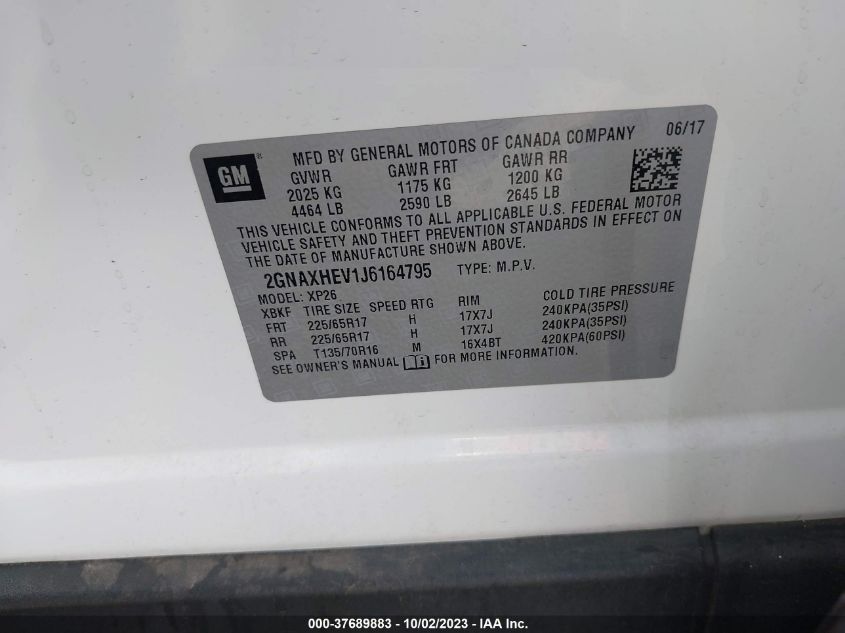 GM ®
MFD BY GENERAL MOTORS OF CANADA COMPANY 06/17
GVWR GAWR FRT GAWR RR
2025 KG 1175 KG 1200 KG
4464 LB 2590 LB 2645 LB
THIS VEHICLE CONFORMS TO ALL APPLICABLE U.S. FEDERAL MOTOR
VEHICLE SAFETY AND THEFT PREVENTION STANDARDS IN EFFECT ON
THE DATE OF MANUFACTURE SHOWN ABOVE.
2GNAXHEV1J6164795 TYPE: M.P.V.
MODEL: XP26
XBKF TIRE SIZE SPEED RTG RIM COLD TIRE PRESSURE
FRT 225/65R17 H 17X7J 240KPA(35PSI)
RR 225/65R17 H 17X7J 240KPA(35PSI)
SPA T135/70R16 M 16X4BT 420KPA(60PSI)
SEE OWNER'S MANUAL FOR MORE INFORMATION.
000-37689883 - 10/02/2023 - IAA Inc.